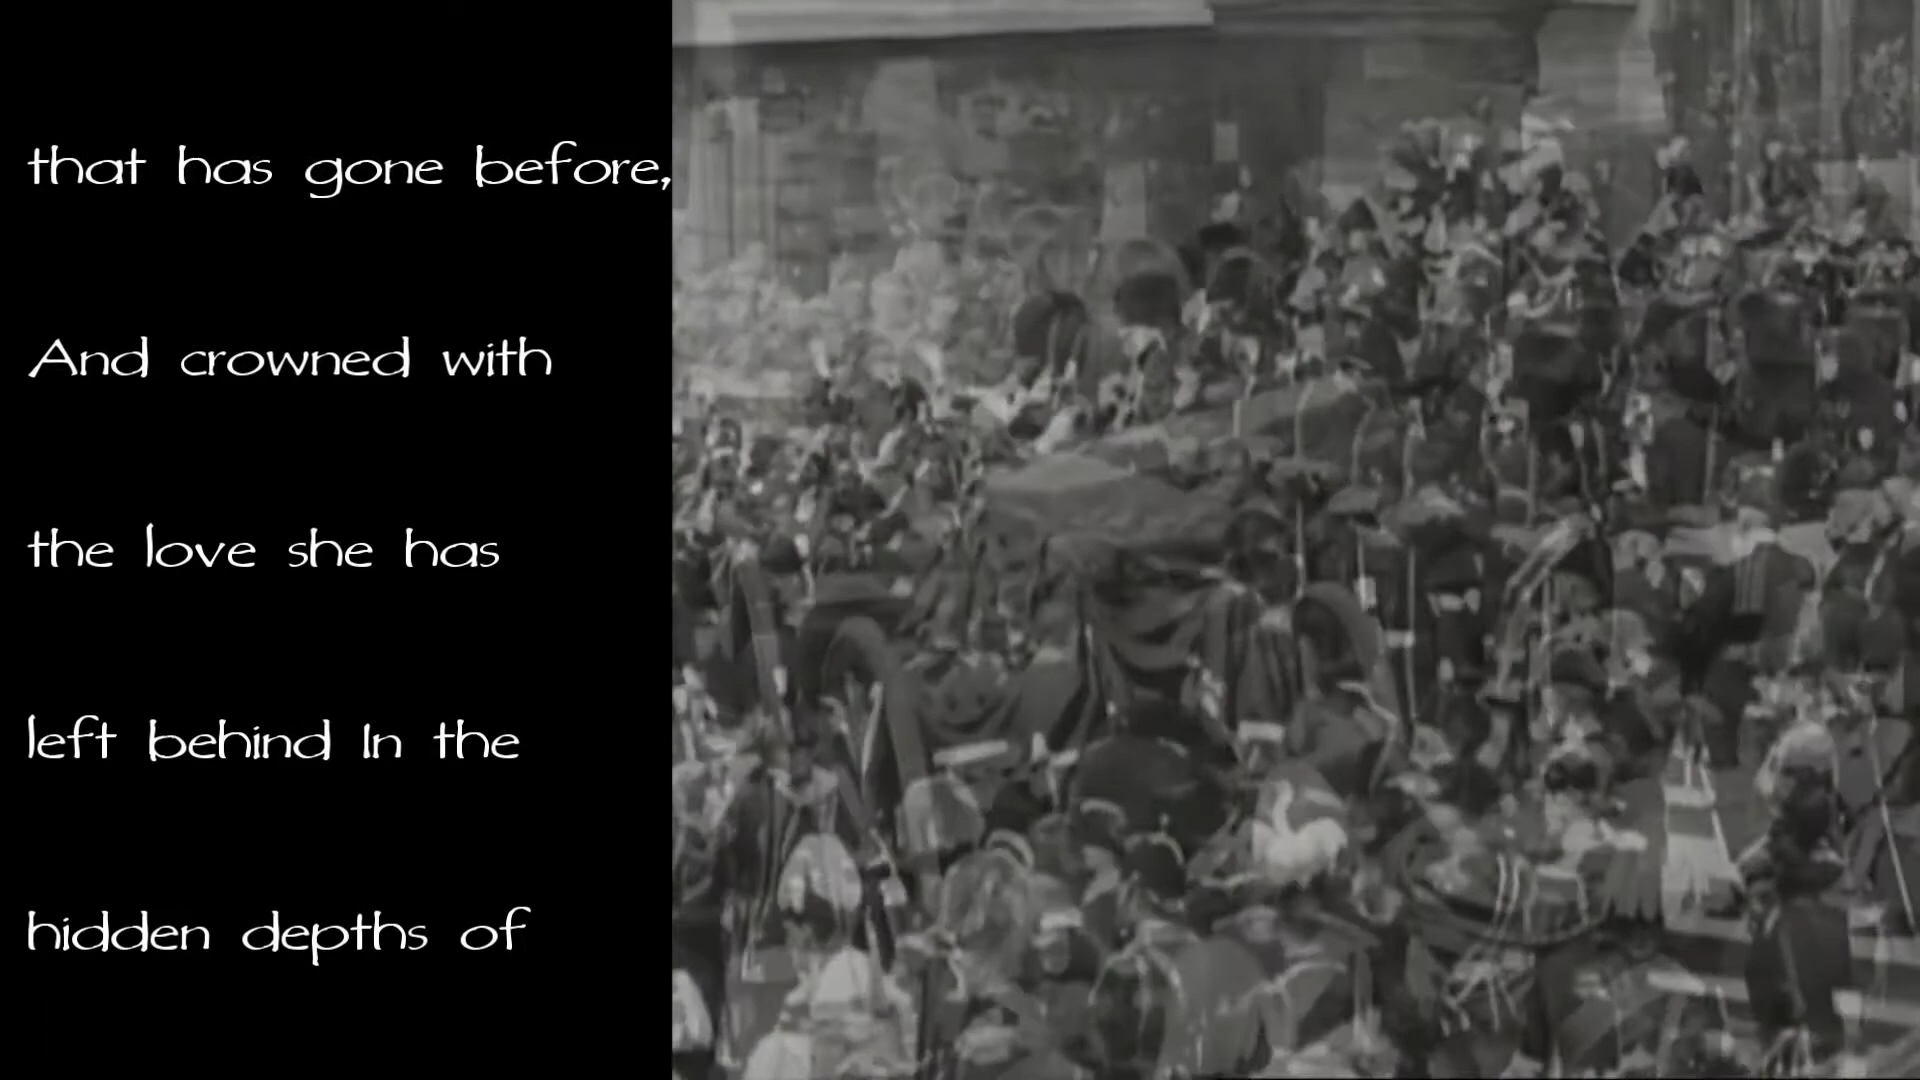 that has gone before,
And crowned with
the love she has
left behind In the
hidden depths of